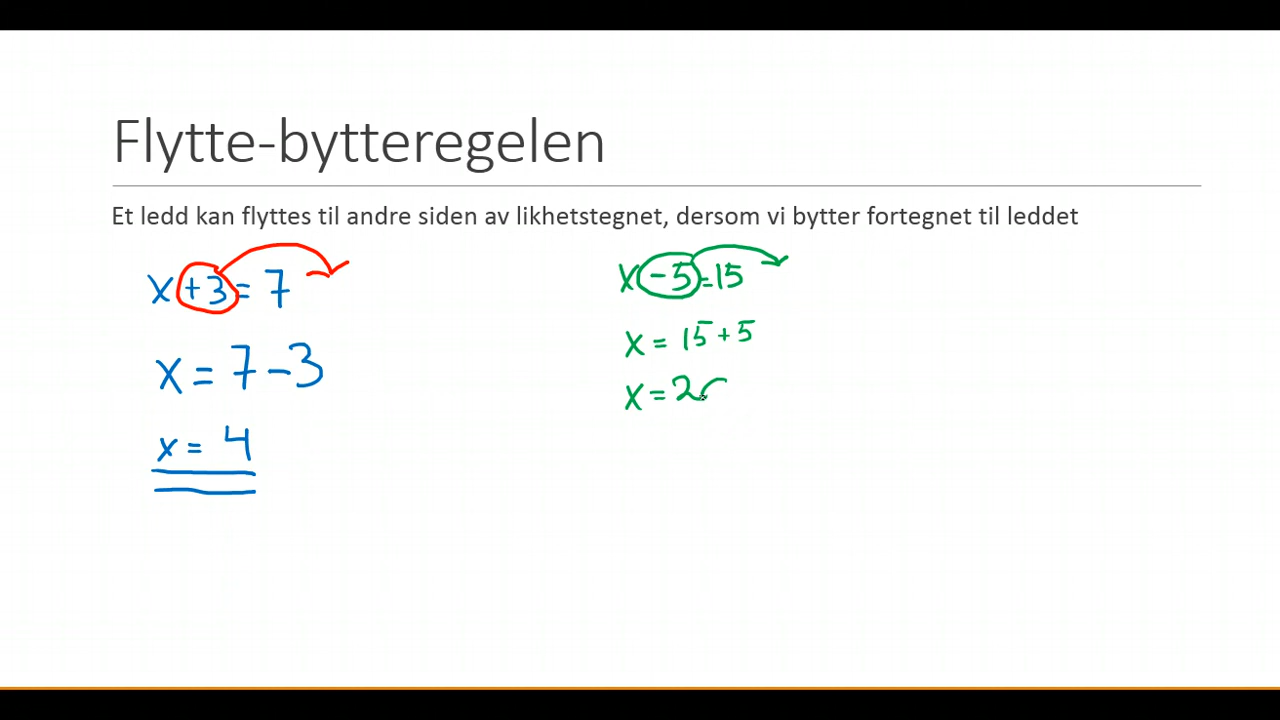 Flytte-bytteregelen
Et ledd kan flyttes til andre siden av likhetstegnet, dersom vi bytter fortegnet til leddet
x +3 = 7
x = 7 - 3
x = 4
x - 5 = 15
x = 15 + 5
x = 2